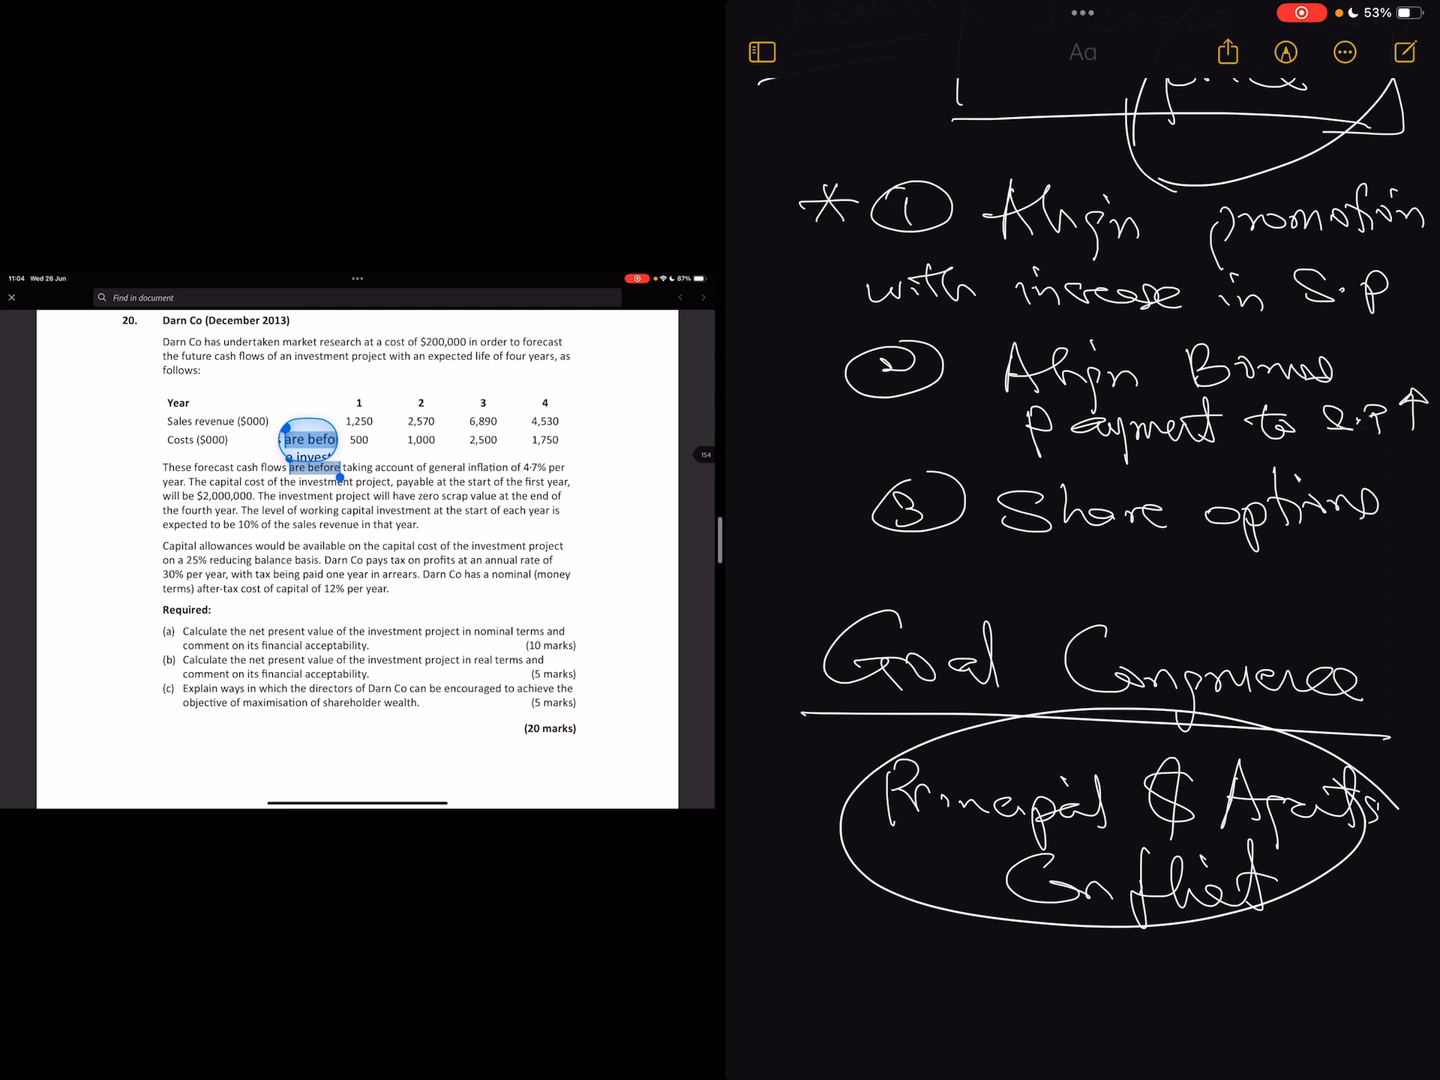 11:04 Wed 26 Jun
87%
Find in document
20. Darn Co (December 2013)
Darn Co has undertaken market research at a cost of $200,000 in order to forecast
the future cash flows of an investment project with an expected life of four years, as
follows:
Year 1 2 3 4
Sales revenue ($000) 1,250 2,570 6,890 4,530
Costs ($000) 500 1,000 2,500 1,750
are befo
e invest
These forecast cash flows are before taking account of general inflation of 4·7% per
year. The capital cost of the investment project, payable at the start of the first year,
will be $2,000,000. The investment project will have zero scrap value at the end of
the fourth year. The level of working capital investment at the start of each year is
expected to be 10% of the sales revenue in that year.
Capital allowances would be available on the capital cost of the investment project
on a 25% reducing balance basis. Darn Co pays tax on profits at an annual rate of
30% per year, with tax being paid one year in arrears. Darn Co has a nominal (money
terms) after-tax cost of capital of 12% per year.
Required:
(a) Calculate the net present value of the investment project in nominal terms and
comment on its financial acceptability. (10 marks)
(b) Calculate the net present value of the investment project in real terms and
comment on its financial acceptability. (5 marks)
(c) Explain ways in which the directors of Darn Co can be encouraged to achieve the
objective of maximisation of shareholder wealth. (5 marks)
(20 marks)
154
53%
Aa
price
* 1 Align promotion
with increase in S.P
2 Align Bonus
payment to S.P ↑
3 Share options
Goal Congruence
Principal & Agents
Conflict